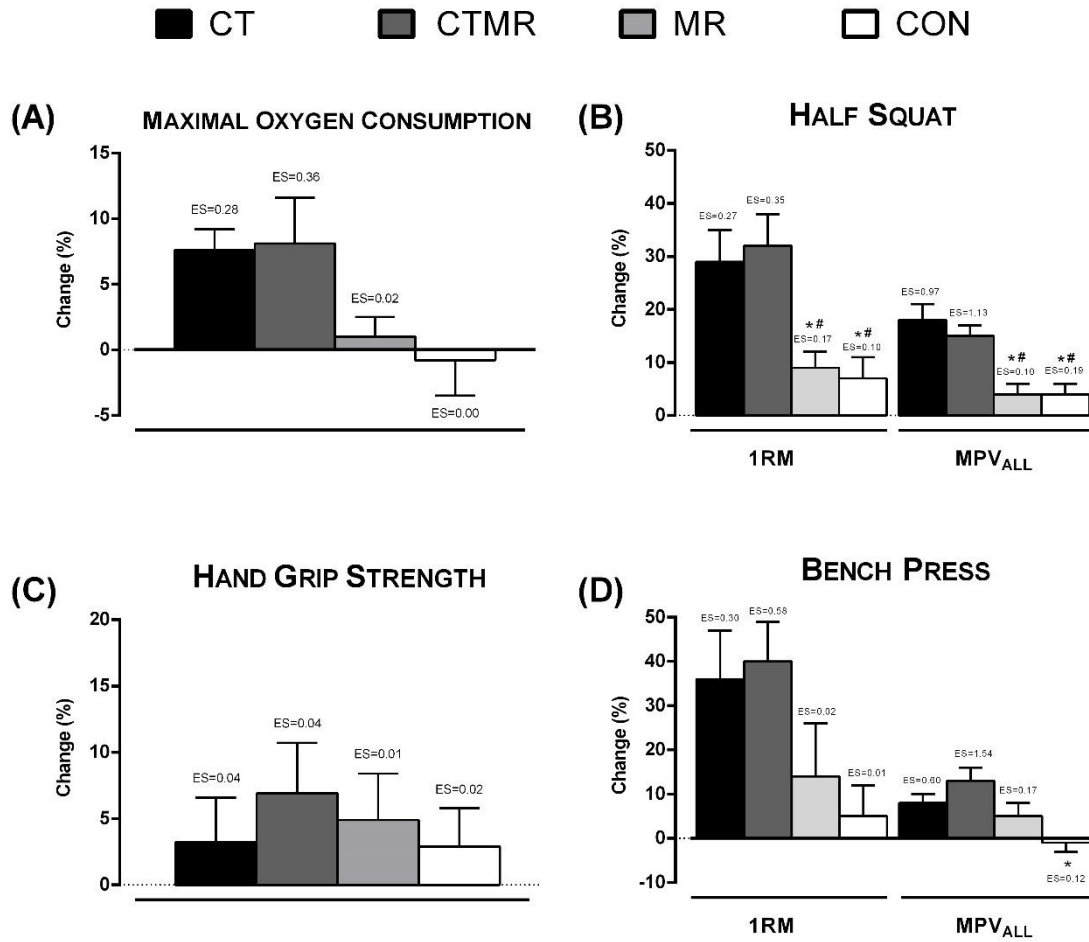 CT CTMR MR CON
(A) MAXIMAL OXYGEN CONSUMPTION
Change (%)
15
10
5
0
-5
ES=0.28
ES=0.36
ES=0.02
ES=0.00
(B) HALF SQUAT
Change (%)
50
40
30
20
10
0
ES=0.27
ES=0.35
*#
ES=0.17
*#
ES=0.10
ES=0.97
ES=1.13
*#
ES=0.10
*#
ES=0.19
1RM MPVALL
(C) HAND GRIP STRENGTH
Change (%)
20
15
10
5
0
ES=0.04
ES=0.04
ES=0.01
ES=0.02
(D) BENCH PRESS
Change (%)
50
40
30
20
10
0
-10
ES=0.30
ES=0.58
ES=0.02
ES=0.01
ES=0.60
ES=1.54
ES=0.17
*
ES=0.12
1RM MPVALL